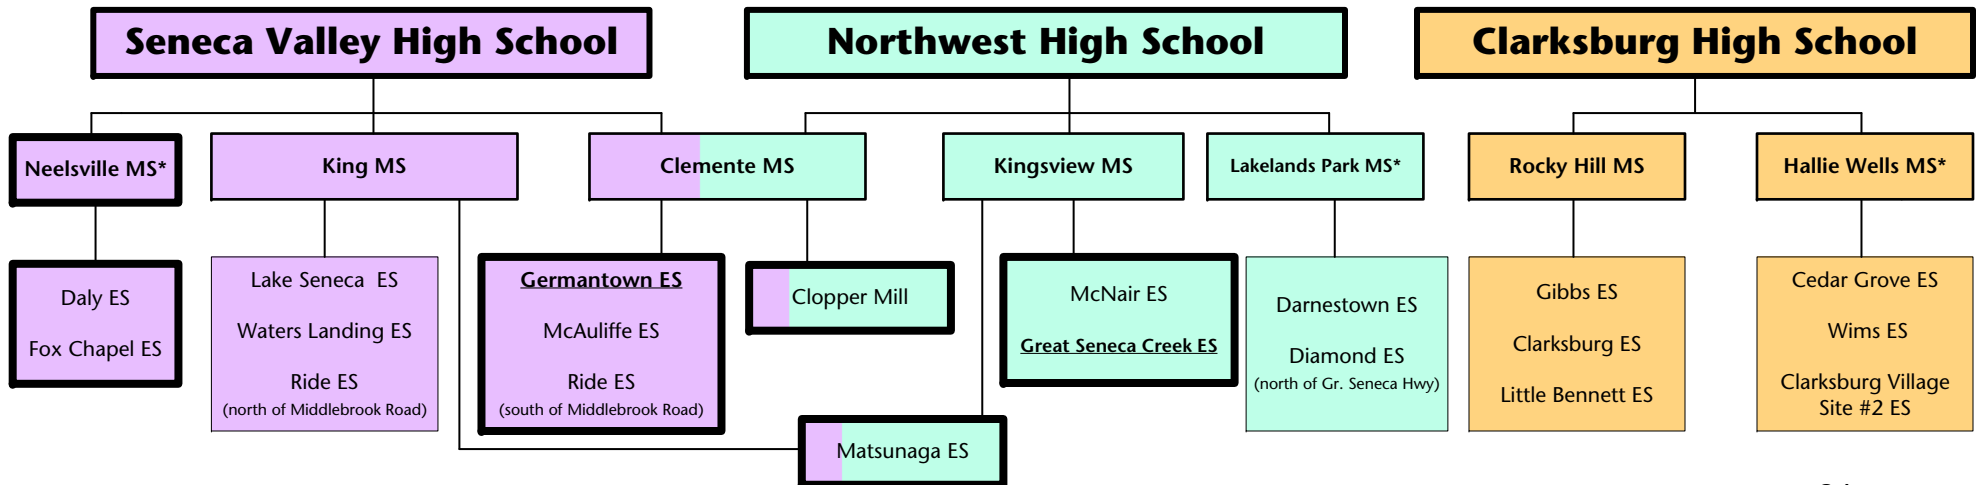 Seneca Valley High School
Northwest High School
Clarksburg High School
Neelsville MS*
King MS
Clemente MS
Kingsview MS
Lakelands Park MS*
Rocky Hill MS
Hallie Wells MS*
Daly ES
Fox Chapel ES
Lake Seneca ES
Waters Landing ES
Ride ES
(north of Middlebrook Road)
Germantown ES
McAuliffe ES
Ride ES
(south of Middlebrook Road)
Clopper Mill
Matsunaga ES
McNair ES
Great Seneca Creek ES
Darnestown ES
Diamond ES
(north of Gr. Seneca Hwy)
Gibbs ES
Clarksburg ES
Little Bennett ES
Cedar Grove ES
Wims ES
Clarksburg Village
Site #2 ES